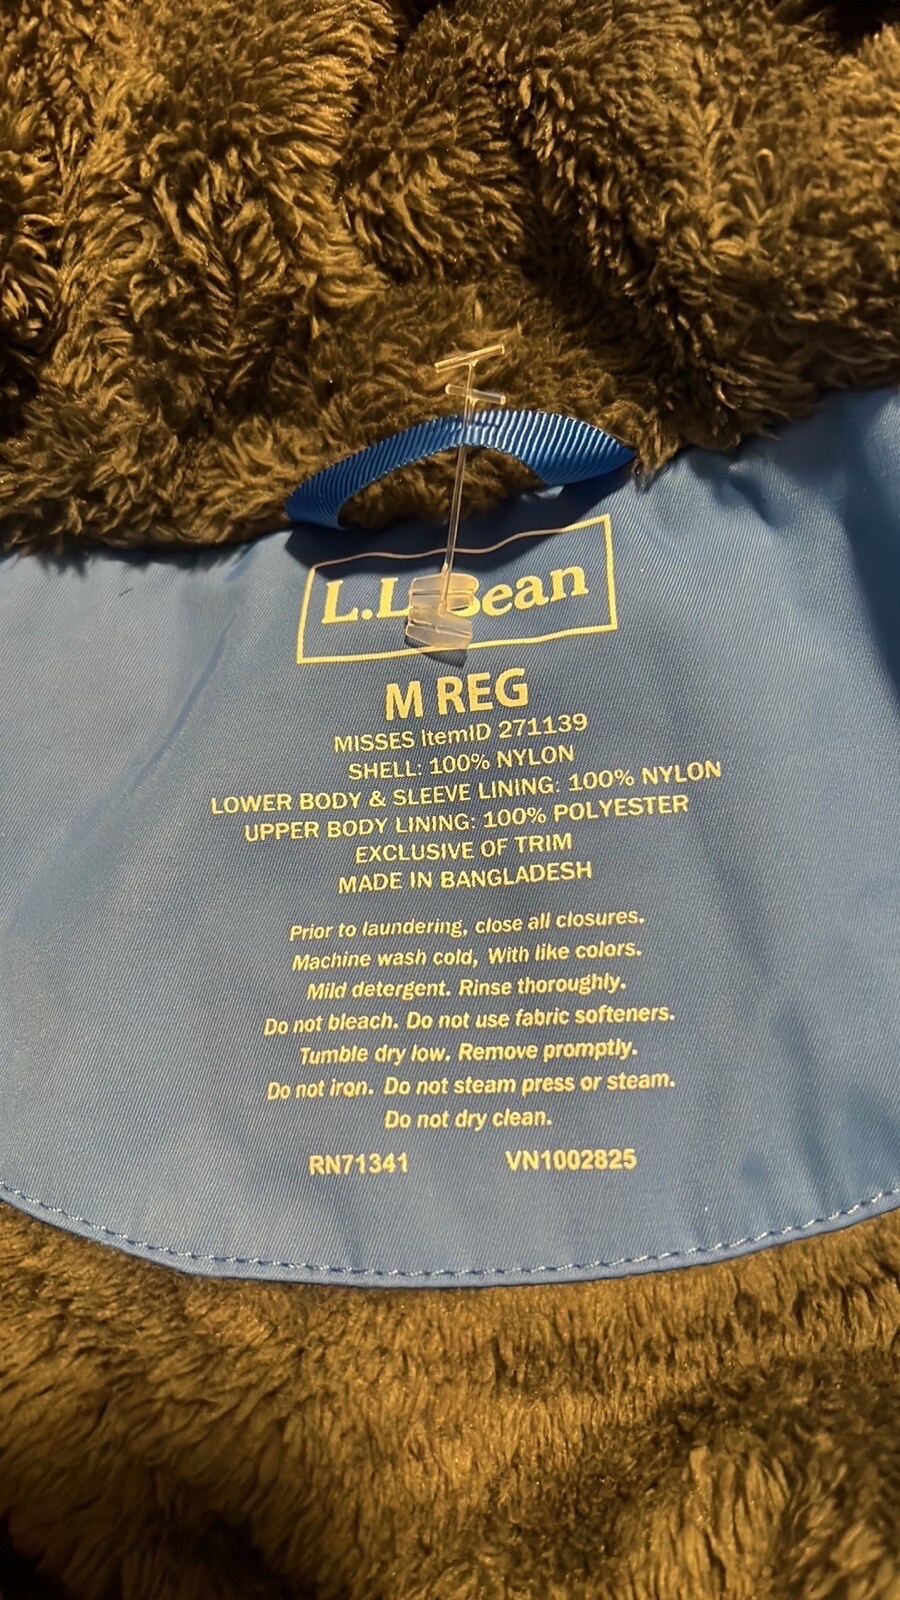 L.L.Bean
M REG
MISSES ItemID 271139
SHELL: 100% NYLON
LOWER BODY & SLEEVE LINING: 100% NYLON
UPPER BODY LINING: 100% POLYESTER
EXCLUSIVE OF TRIM
MADE IN BANGLADESH
Prior to laundering, close all closures.
Machine wash cold, With like colors.
Mild detergent. Rinse thoroughly.
Do not bleach. Do not use fabric softeners.
Tumble dry low. Remove promptly.
Do not iron. Do not steam press or steam.
Do not dry clean.
RN71341 VN1002825